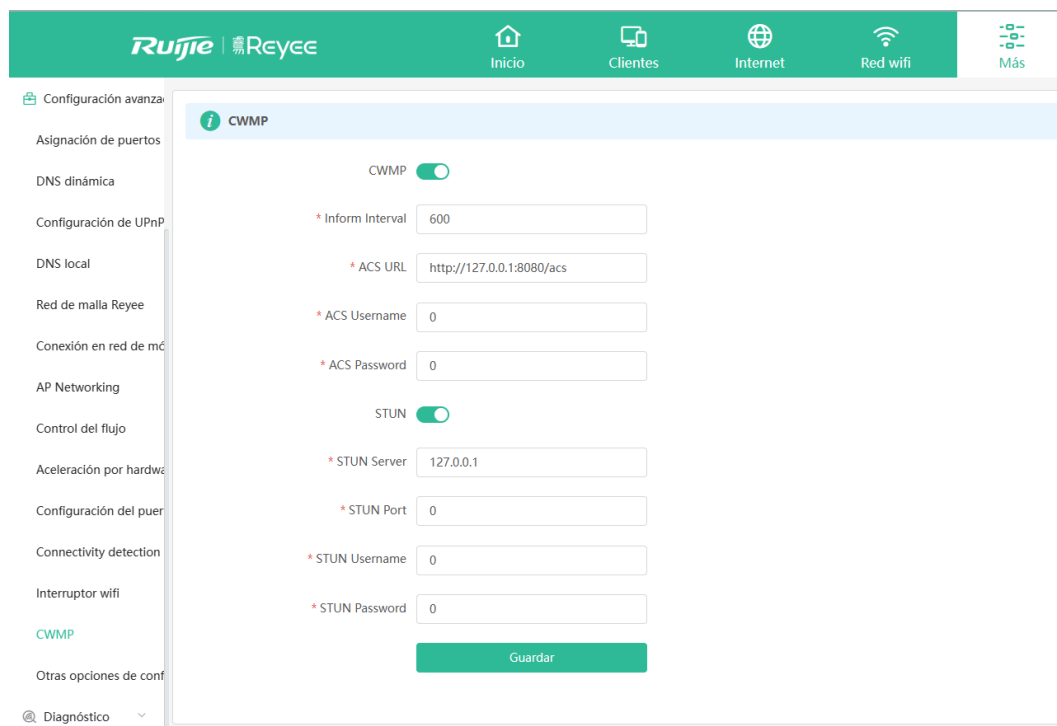 Ruijie | Reyee
Inicio
Clientes
Internet
Red wifi
Más
Configuración avanza
Asignación de puertos
DNS dinámica
Configuración de UPnP
DNS local
Red de malla Reyee
Conexión en red de mó
AP Networking
Control del flujo
Aceleración por hardwa
Configuración del puer
Connectivity detection
Interruptor wifi
CWMP
Otras opciones de conf
Diagnóstico
CWMP
CWMP
* Inform Interval 600
* ACS URL http://127.0.0.1:8080/acs
* ACS Username 0
* ACS Password 0
STUN
* STUN Server 127.0.0.1
* STUN Port 0
* STUN Username 0
* STUN Password 0
Guardar